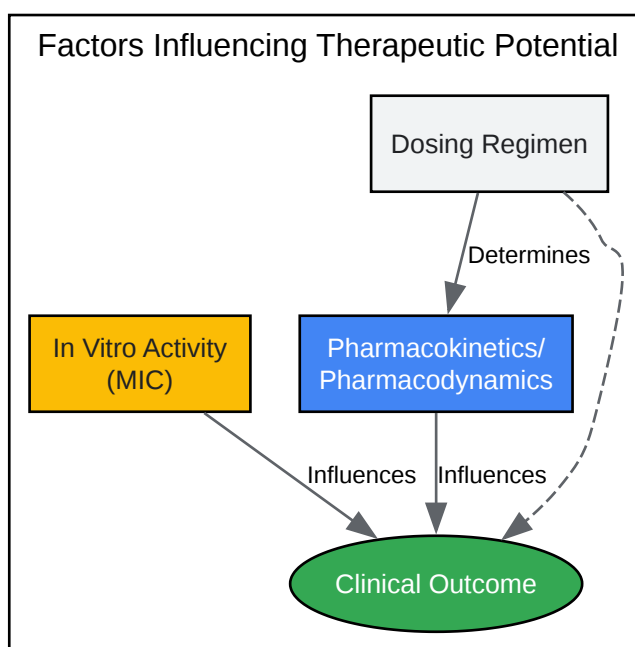 Factors Influencing Therapeutic Potential
Dosing Regimen
Determines
In Vitro Activity
(MIC)
Pharmacokinetics/
Pharmacodynamics
Influences
Influences
Clinical Outcome